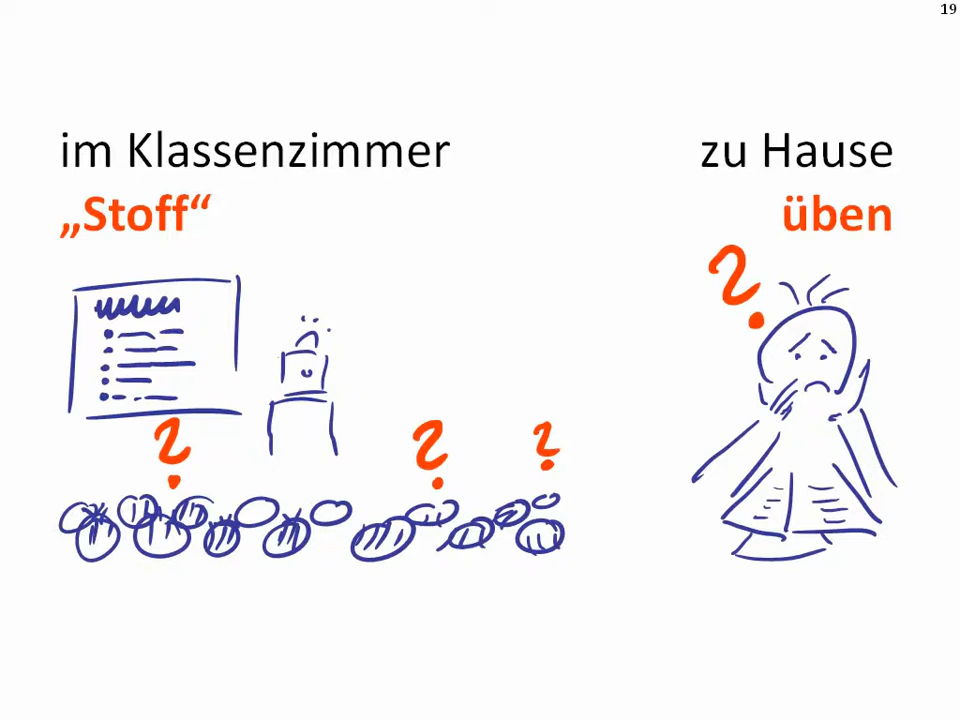 19
im Klassenzimmer
„Stoff“
zu Hause
üben
?
?
?
?